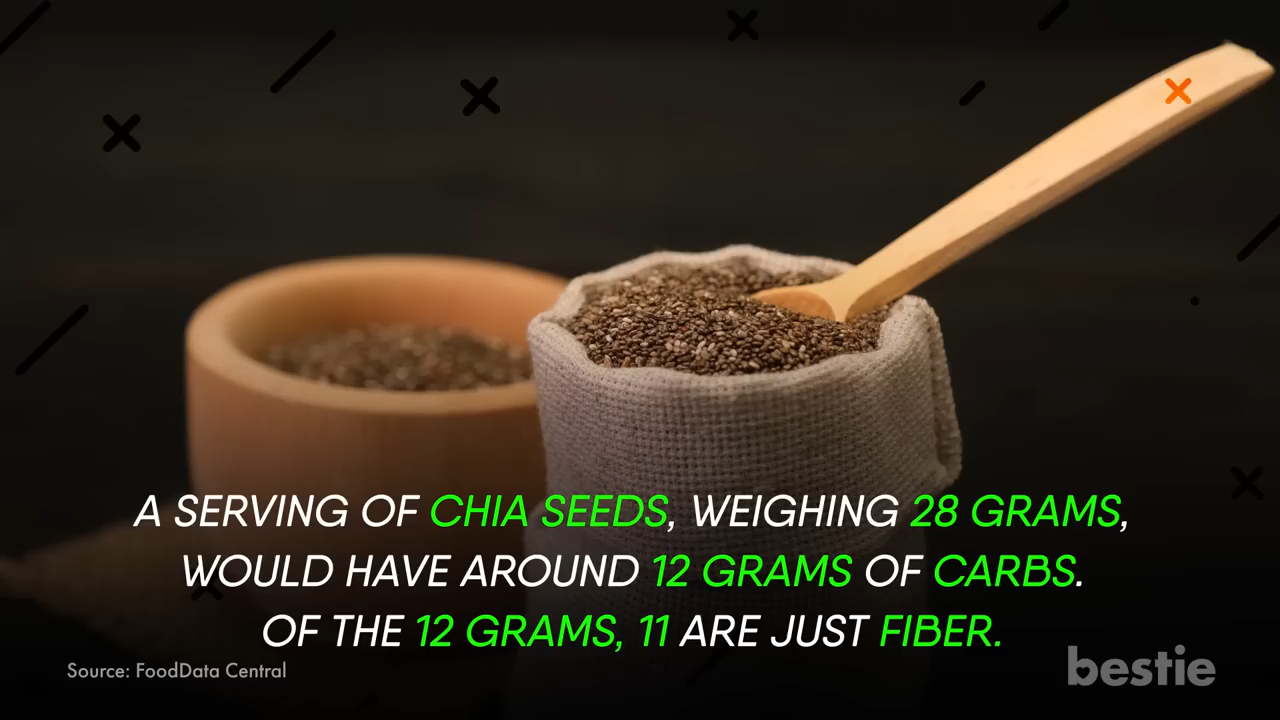 A SERVING OF CHIA SEEDS, WEIGHING 28 GRAMS,
WOULD HAVE AROUND 12 GRAMS OF CARBS.
OF THE 12 GRAMS, 11 ARE JUST FIBER.
Source: FoodData Central
bestie